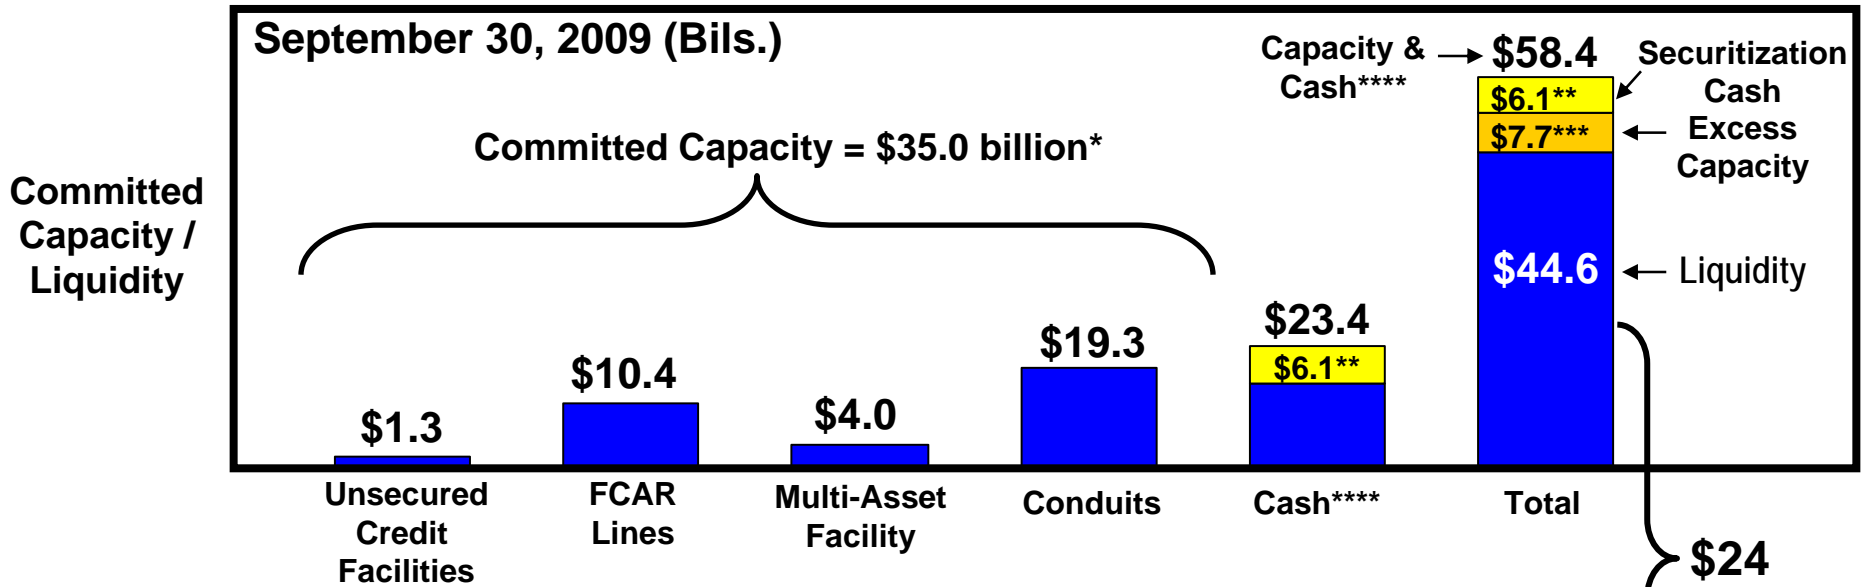 September 30, 2009 (Bils.)
Capacity &
Cash****
$58.4
Securitization
Cash
$6.1**
Excess
Capacity
$7.7***
Committed Capacity = $35.0 billion*
Committed
Capacity /
Liquidity
$44.6
Liquidity
$1.3
$10.4
$4.0
$19.3
$23.4
$6.1**
Unsecured
Credit
Facilities
FCAR
Lines
Multi-Asset
Facility
Conduits
Cash****
Total
$24